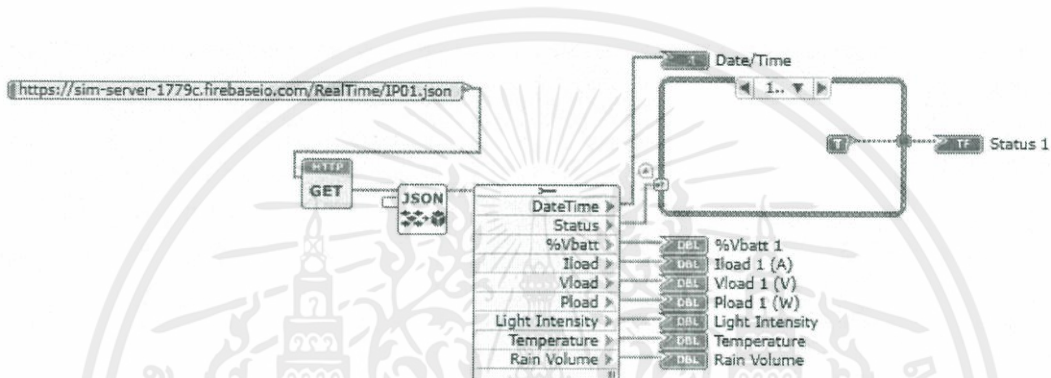 https://sim-server-1779c.firebaseio.com/RealTime/IP01.json
Date/Time
1..
T
TF
Status 1
HTTP
GET
JSON
DateTime
Status
%Vbatt
Iload
Vload
Pload
Light Intensity
Temperature
Rain Volume
DBL %Vbatt 1
DBL Iload 1 (A)
DBL Vload 1 (V)
DBL Pload 1 (W)
DBL Light Intensity
DBL Temperature
DBL Rain Volume